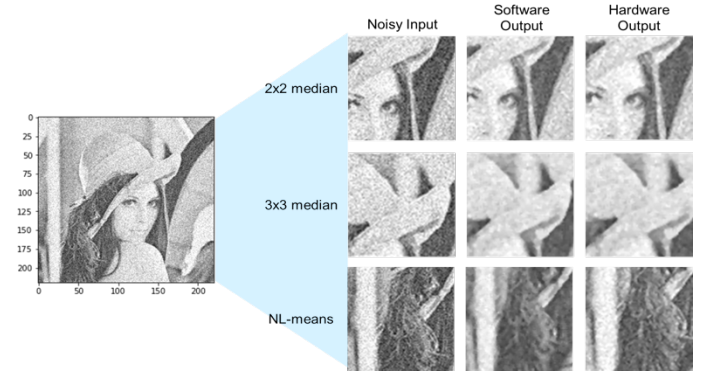 Noisy Input
Software
Output
Hardware
Output
2x2 median
3x3 median
NL-means
0
25
50
75
100
125
150
175
200
0
50
100
150
200